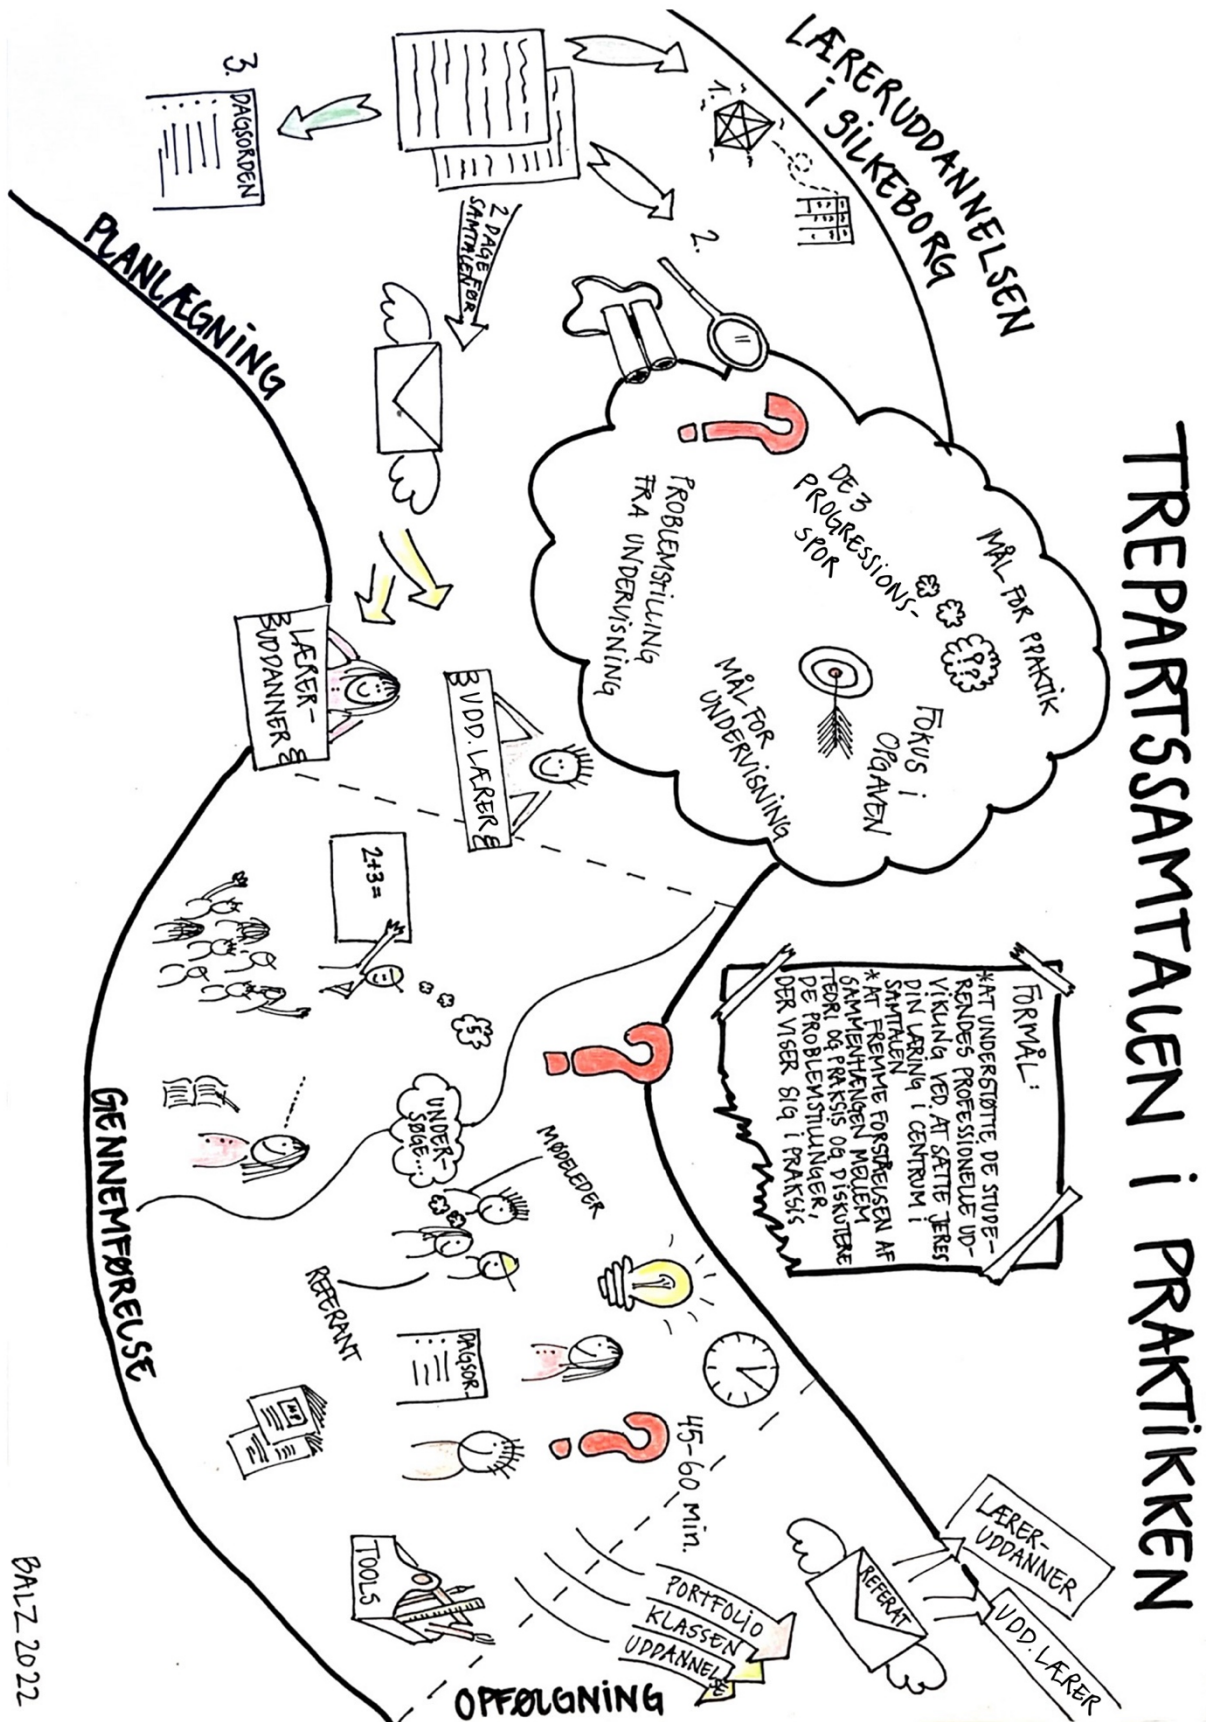 TREPARTSSAMTALEN i PRAKTIKKEN
LÆRERUDDANNELSEN
i SILKEBORG
1.
2.
3.
DAGSORDEN
2 DAGE
SAMTALEN FØR
PLANLÆGNING
MÅL FOR PRAKTIK
DE 3
PROGRESSIONS-
SPOR
!?
PROBLEMSTILLING
FRA UNDERVISNING
FOKUS i
OPGAVEN
MÅL FOR
UNDERVISNING
LÆRER-
UDDANNER
UDD. LÆRER
FORMÅL:
*AT UNDERSTØTTE DE STUDE-
RENDES PROFESSIONELLE UD-
VIKLING VED AT SÆTTE JERES
DIN LÆRING i CENTRUM i
SAMTALEN
*AT FREMME FORSTÅELSEN AF
SAMMENHÆNGEN MELLEM
TEORI OG PRAKSIS OG DISKUTERE
DE PROBLEMSTILLINGER,
DER VISER SIG i PRAKSIS
2+3=
5
UNDER-
SØGE...
MØDELEDER
REFERANT
DAGSOR..
45-60 min.
GENNEMFØRELSE
TOOLS
PORTFOLIO
KLASSEN
UDDANNELSE
OPFØLGNING
REFERAT
LÆRER-
UDDANNER
UDD. LÆRER
BALZ 2022